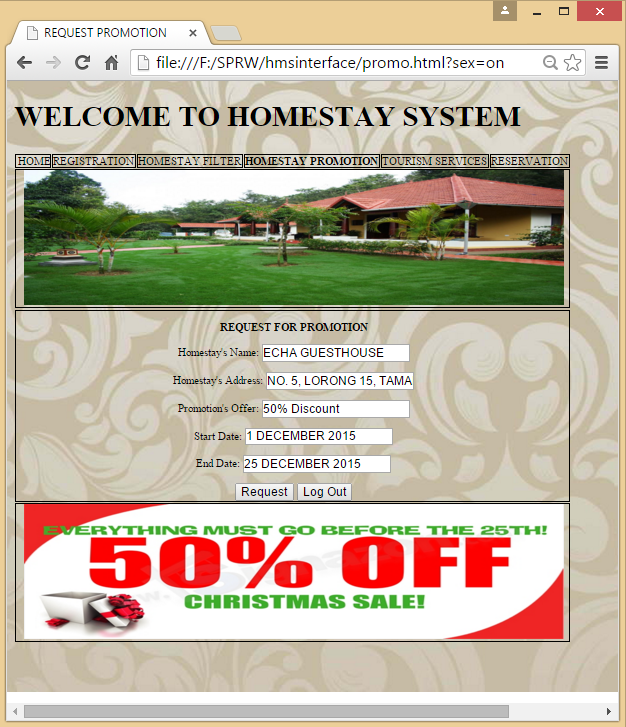 REQUEST PROMOTION
file:///F:/SPRW/hmsinterface/promo.html?sex=on
WELCOME TO HOMESTAY SYSTEM
HOME REGISTRATION HOMESTAY FILTER HOMESTAY PROMOTION TOURISM SERVICES RESERVATION
REQUEST FOR PROMOTION
Homestay's Name: ECHA GUESTHOUSE
Homestay's Address: NO. 5, LORONG 15, TAMA
Promotion's Offer: 50% Discount
Start Date: 1 DECEMBER 2015
End Date: 25 DECEMBER 2015
Request Log Out
EVERYTHING MUST GO BEFORE THE 25TH!
50% OFF
CHRISTMAS SALE!